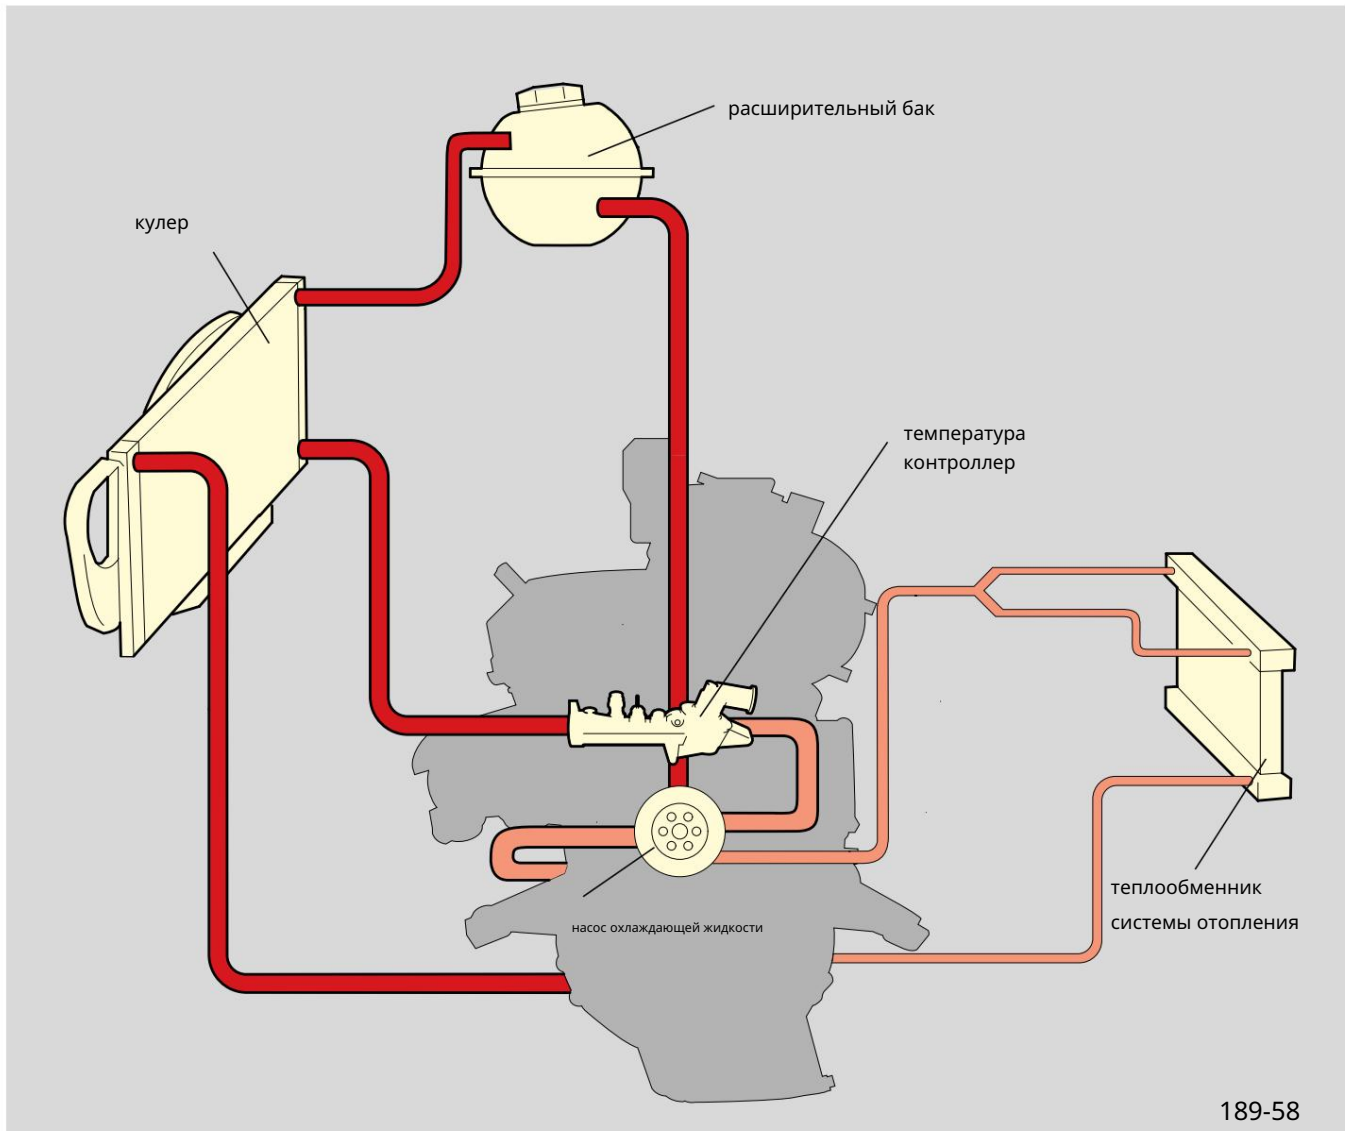 расширительный бак
кулер
температура
контроллер
теплообменник
системы отопления
насос охлаждающей жидкости
189-58